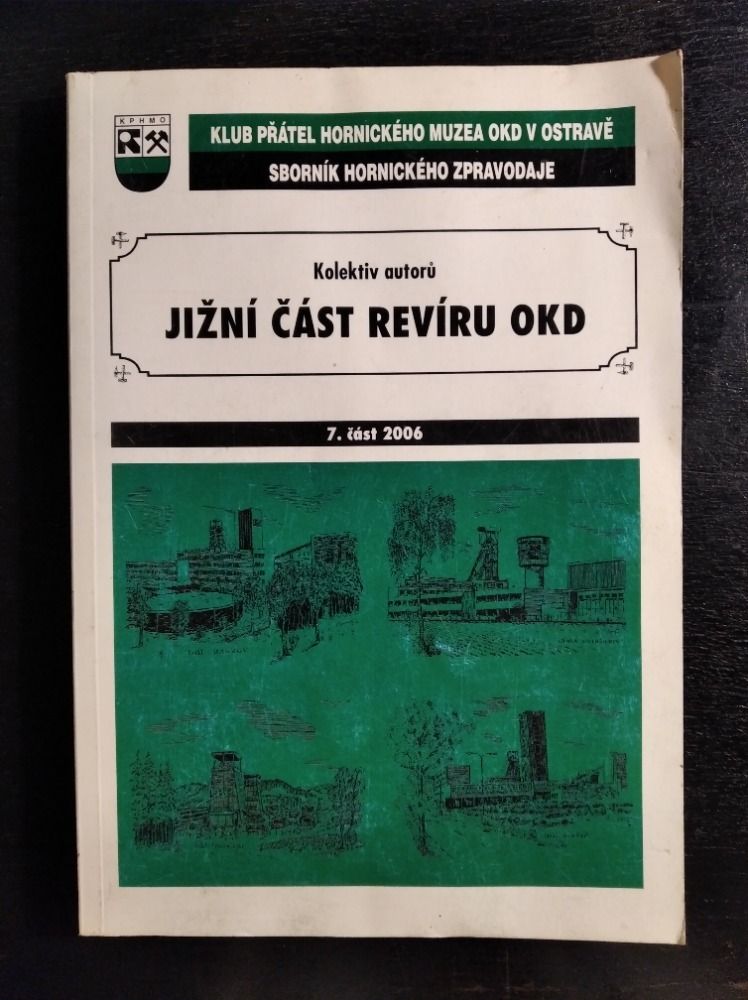 KPHMO
KLUB PŘÁTEL HORNICKÉHO MUZEA OKD V OSTRAVĚ
SBORNÍK HORNICKÉHO ZPRAVODAJE
Kolektiv autorů
JIŽNÍ ČÁST REVÍRU OKD
7. část 2006